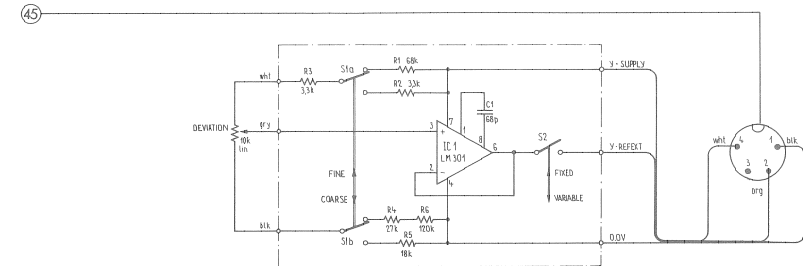 45
R1 68k
Y-SUPPLY
S1a
wht
R3
3,3k
R2 3,3k
C1
68p
7
1
8
DEVIATION
gry
10k
lin
3
+
IC 1
LM 301
6
S2
Y-REFEXT
wht
4
1
blk
3
2
org
2
-
4
FINE
FIXED
COARSE
VARIABLE
R4
27k
R6
120k
blk
S1b
R5
18k
0,0V